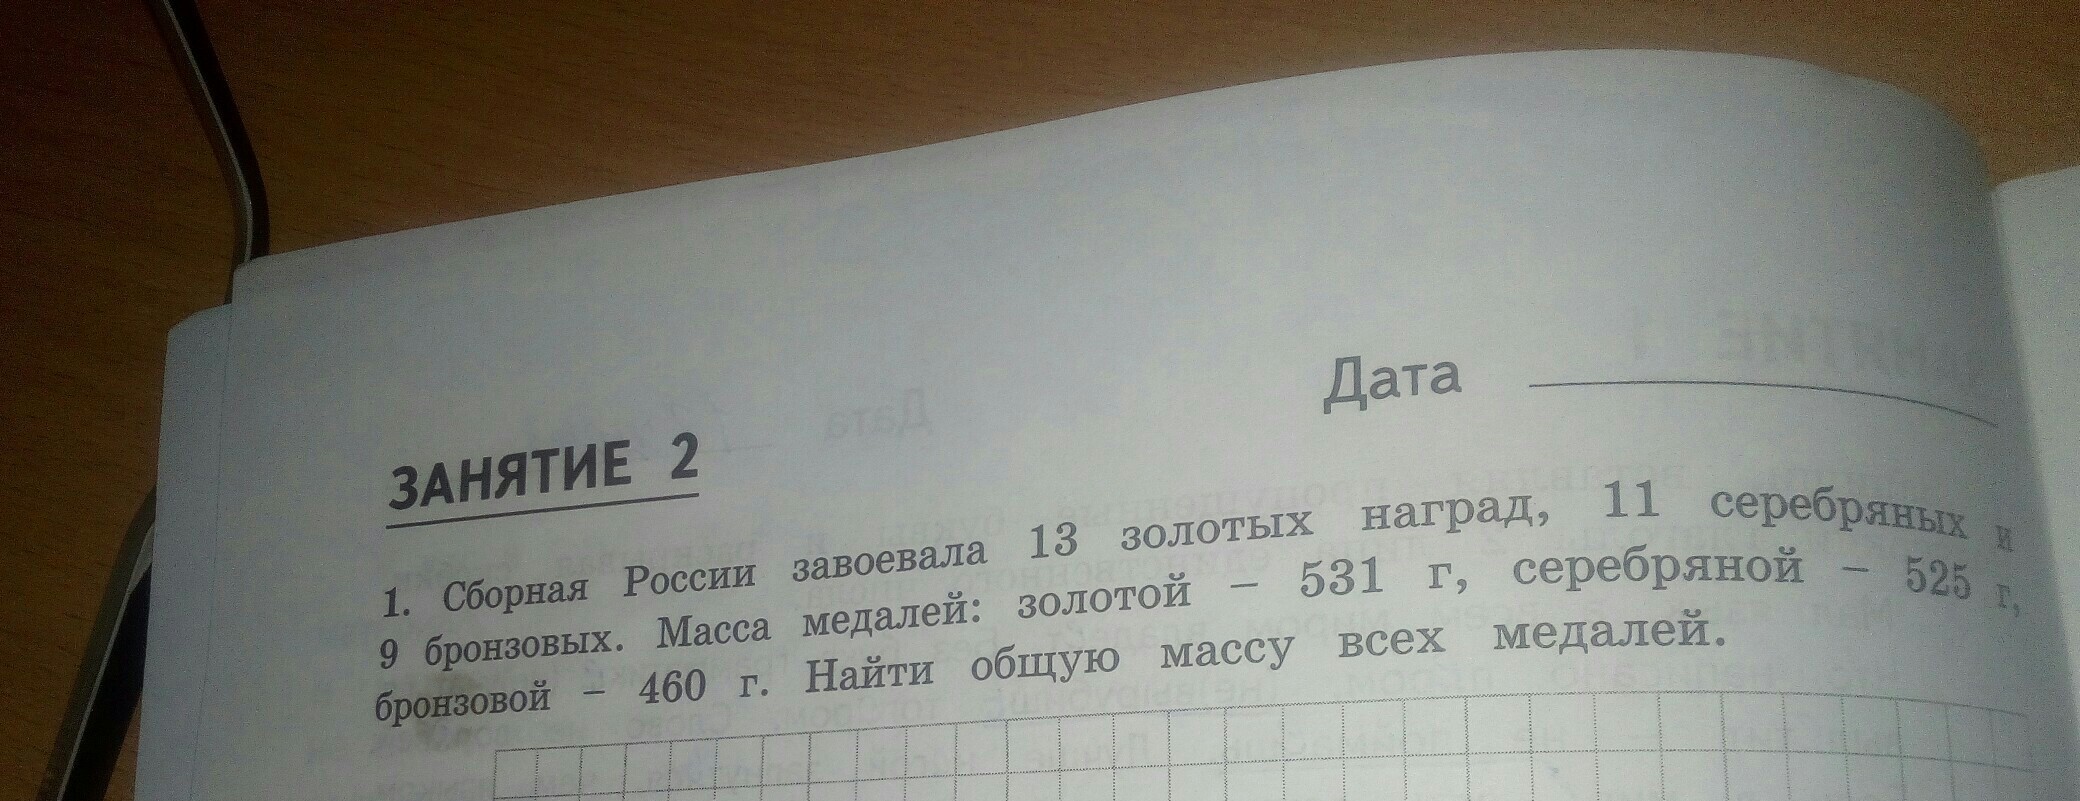 Дата
ЗАНЯТИЕ 2
1. Сборная России завоевала 13 золотых наград, 11 серебряных и
9 бронзовых. Масса медалей: золотой – 531 г, серебряной – 525 г,
бронзовой – 460 г. Найти общую массу всех медалей.